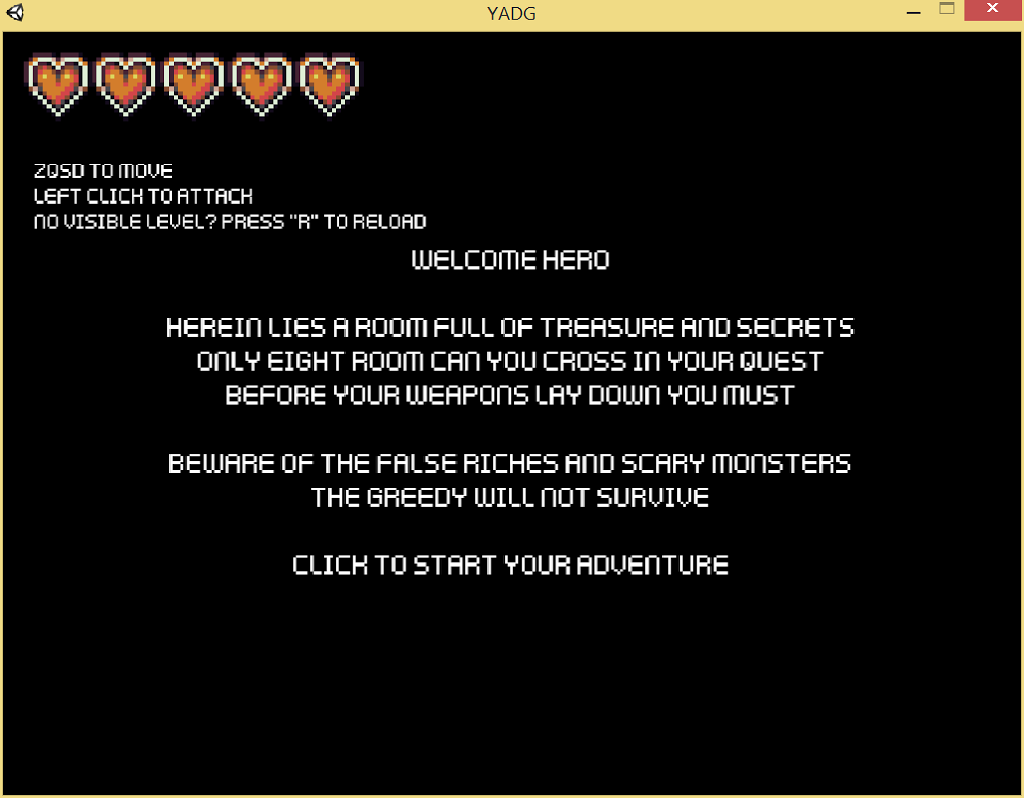 YADG
ZQSD TO MOVE
LEFT CLICK TO ATTACK
NO VISIBLE LEVEL? PRESS "R" TO RELOAD
WELCOME HERO
HEREIN LIES A ROOM FULL OF TREASURE AND SECRETS
ONLY EIGHT ROOM CAN YOU CROSS IN YOUR QUEST
BEFORE YOUR WEAPONS LAY DOWN YOU MUST
BEWARE OF THE FALSE RICHES AND SCARY MONSTERS
THE GREEDY WILL NOT SURVIVE
CLICK TO START YOUR ADVENTURE